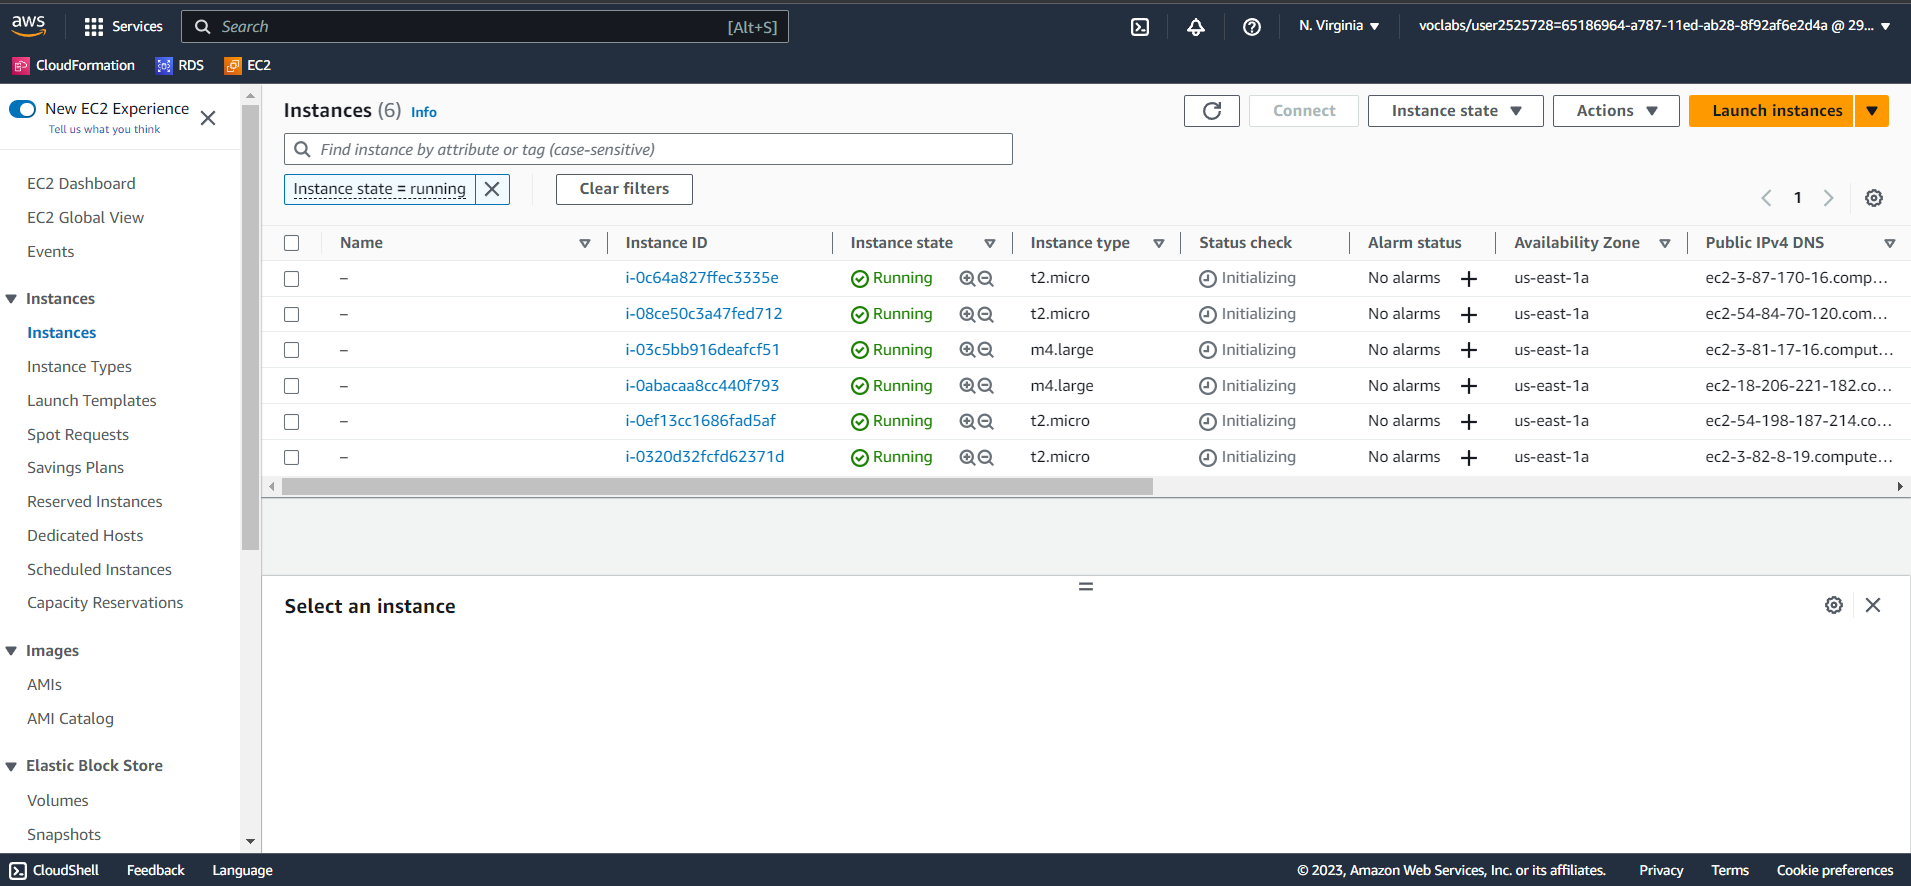 aws Services Search [Alt+S] N. Virginia voclabs/user2525728=65186964-a787-11ed-ab28-8f92af6e2d4a @ 29...
CloudFormation RDS EC2
New EC2 Experience
Tell us what you think
EC2 Dashboard
EC2 Global View
Events
Instances
Instances
Instance Types
Launch Templates
Spot Requests
Savings Plans
Reserved Instances
Dedicated Hosts
Scheduled Instances
Capacity Reservations
Images
AMIs
AMI Catalog
Elastic Block Store
Volumes
Snapshots
Instances (6) Info
Connect Instance state Actions Launch instances
Find instance by attribute or tag (case-sensitive)
Instance state = running Clear filters
1
Name Instance ID Instance state Instance type Status check Alarm status Availability Zone Public IPv4 DNS
– i-0c64a827ffec3335e Running t2.micro Initializing No alarms + us-east-1a ec2-3-87-170-16.comp...
– i-08ce50c3a47fed712 Running t2.micro Initializing No alarms + us-east-1a ec2-54-84-70-120.com...
– i-03c5bb916deafcf51 Running m4.large Initializing No alarms + us-east-1a ec2-3-81-17-16.comput...
– i-0abacaa8cc440f793 Running m4.large Initializing No alarms + us-east-1a ec2-18-206-221-182.co...
– i-0ef13cc1686fad5af Running t2.micro Initializing No alarms + us-east-1a ec2-54-198-187-214.co...
– i-0320d32fcfd62371d Running t2.micro Initializing No alarms + us-east-1a ec2-3-82-8-19.compute...
Select an instance
CloudShell Feedback Language © 2023, Amazon Web Services, Inc. or its affiliates. Privacy Terms Cookie preferences